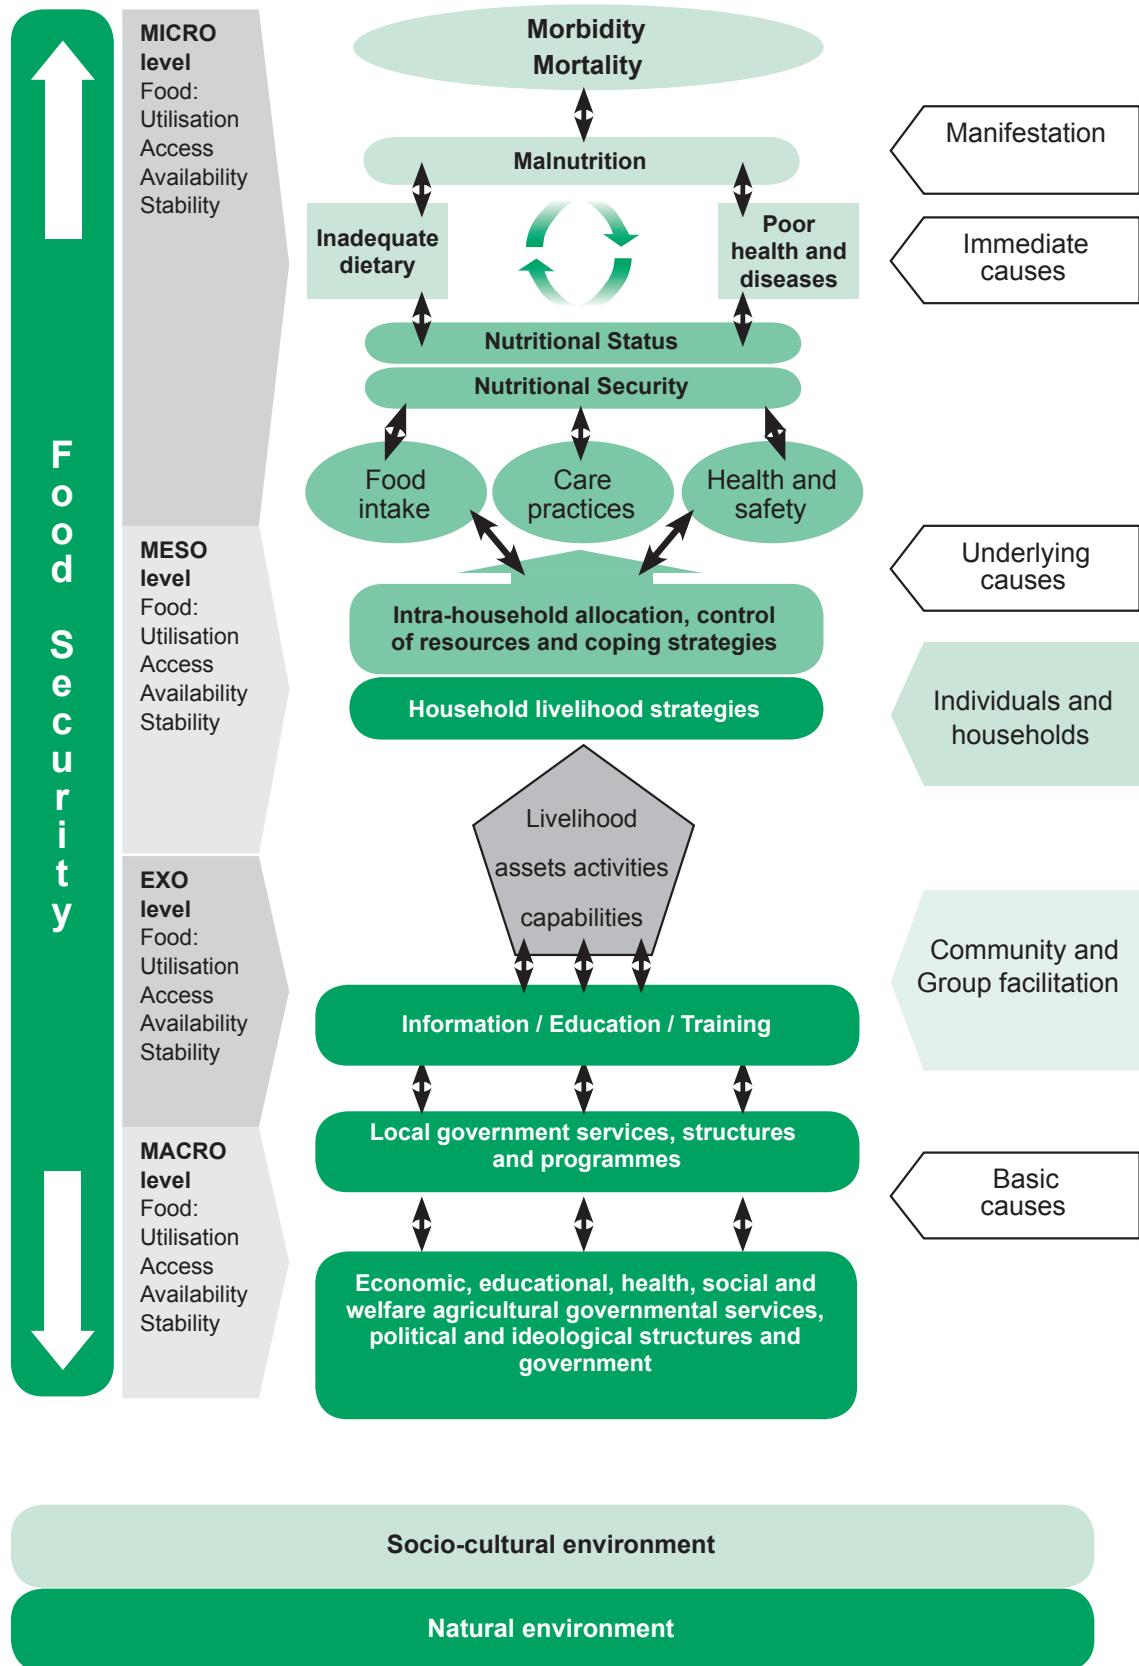 Food Security
MICRO
level
Food:
Utilisation
Access
Availability
Stability
MESO
level
Food:
Utilisation
Access
Availability
Stability
EXO
level
Food:
Utilisation
Access
Availability
Stability
MACRO
level
Food:
Utilisation
Access
Availability
Stability
Morbidity
Mortality
Malnutrition
Inadequate
dietary
Poor
health and
diseases
Nutritional Status
Nutritional Security
Food
intake
Care
practices
Health and
safety
Intra-household allocation, control
of resources and coping strategies
Household livelihood strategies
Livelihood
assets activities
capabilities
Information / Education / Training
Local government services, structures
and programmes
Economic, educational, health, social and
welfare agricultural governmental services,
political and ideological structures and
government
Manifestation
Immediate
causes
Underlying
causes
Individuals and
households
Community and
Group facilitation
Basic
causes
Socio-cultural environment
Natural environment